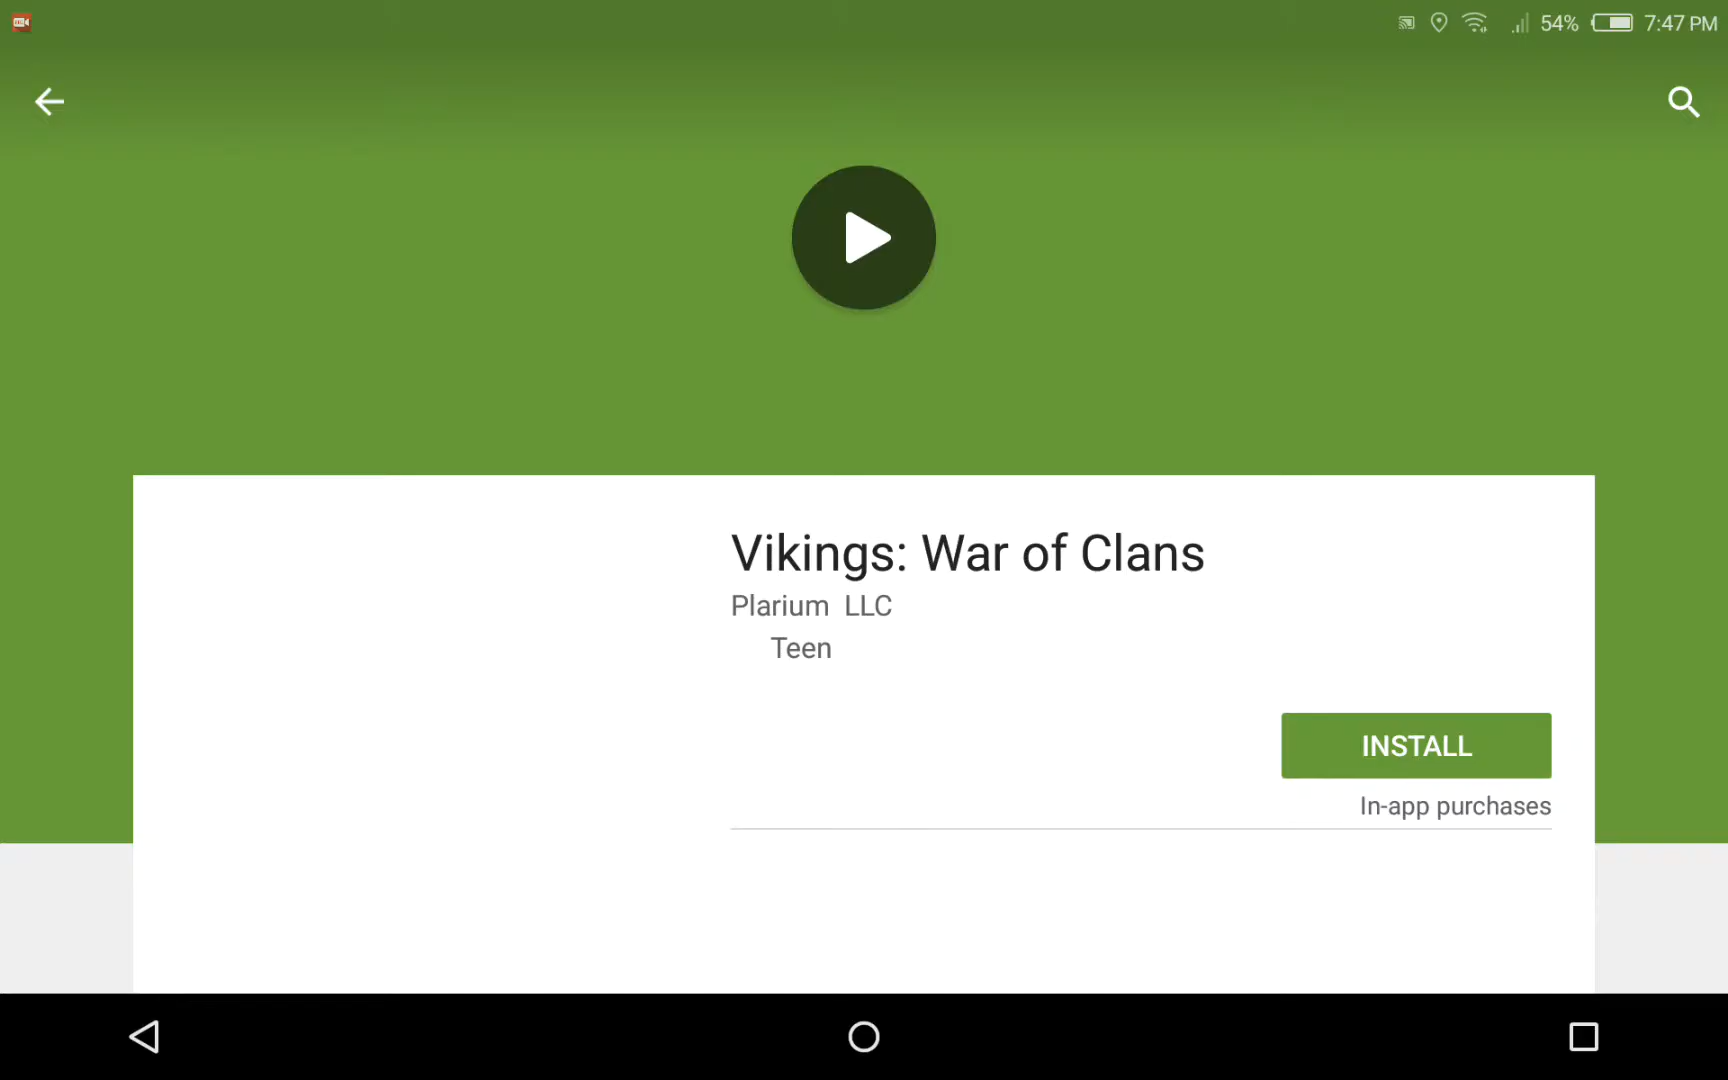 54% 7:47 PM
Vikings: War of Clans
Plarium LLC
Teen
INSTALL
In-app purchases